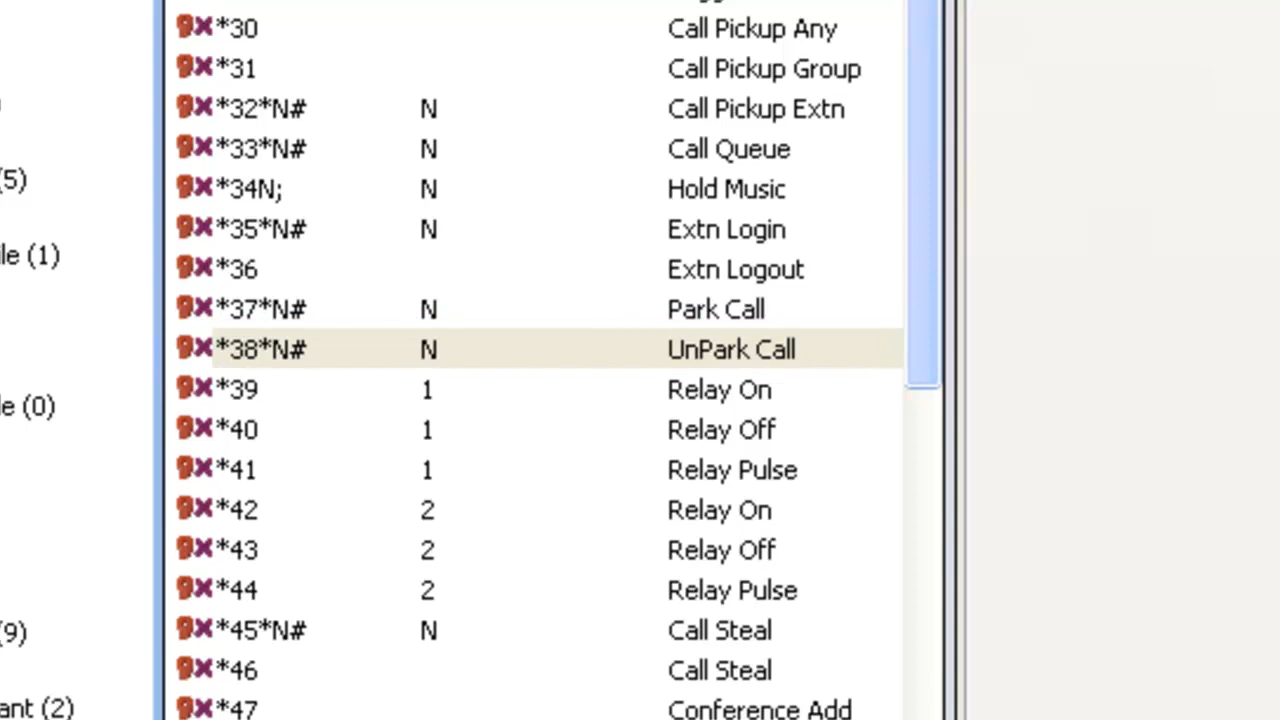 *30 Call Pickup Any
*31 Call Pickup Group
*32*N# N Call Pickup Extn
*33*N# N Call Queue
(5)
*34N; N Hold Music
*35*N# N Extn Login
ile (1)
*36 Extn Logout
*37*N# N Park Call
*38*N# N UnPark Call
*39 1 Relay On
le (0)
*40 1 Relay Off
*41 1 Relay Pulse
*42 2 Relay On
*43 2 Relay Off
*44 2 Relay Pulse
*45*N# N Call Steal
(9)
*46 Call Steal
ant (2)
*47 Conference Add